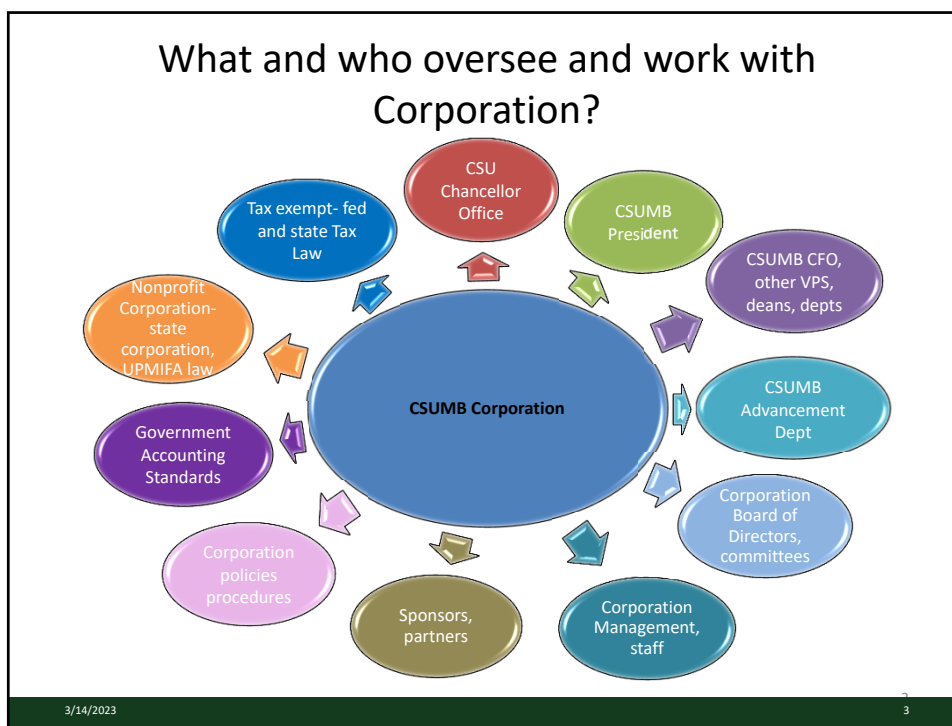 What and who oversee and work with
Corporation?
CSU
Chancellor
Office
CSUMB
President
CSUMB CFO,
other VPS,
deans, depts
CSUMB
Advancement
Dept
Corporation
Board of
Directors,
committees
Corporation
Management,
staff
Sponsors,
partners
Corporation
policies
procedures
Government
Accounting
Standards
Nonprofit
Corporation-
state
corporation,
UPMIFA law
Tax exempt- fed
and state Tax
Law
CSUMB Corporation
3/14/2023
3